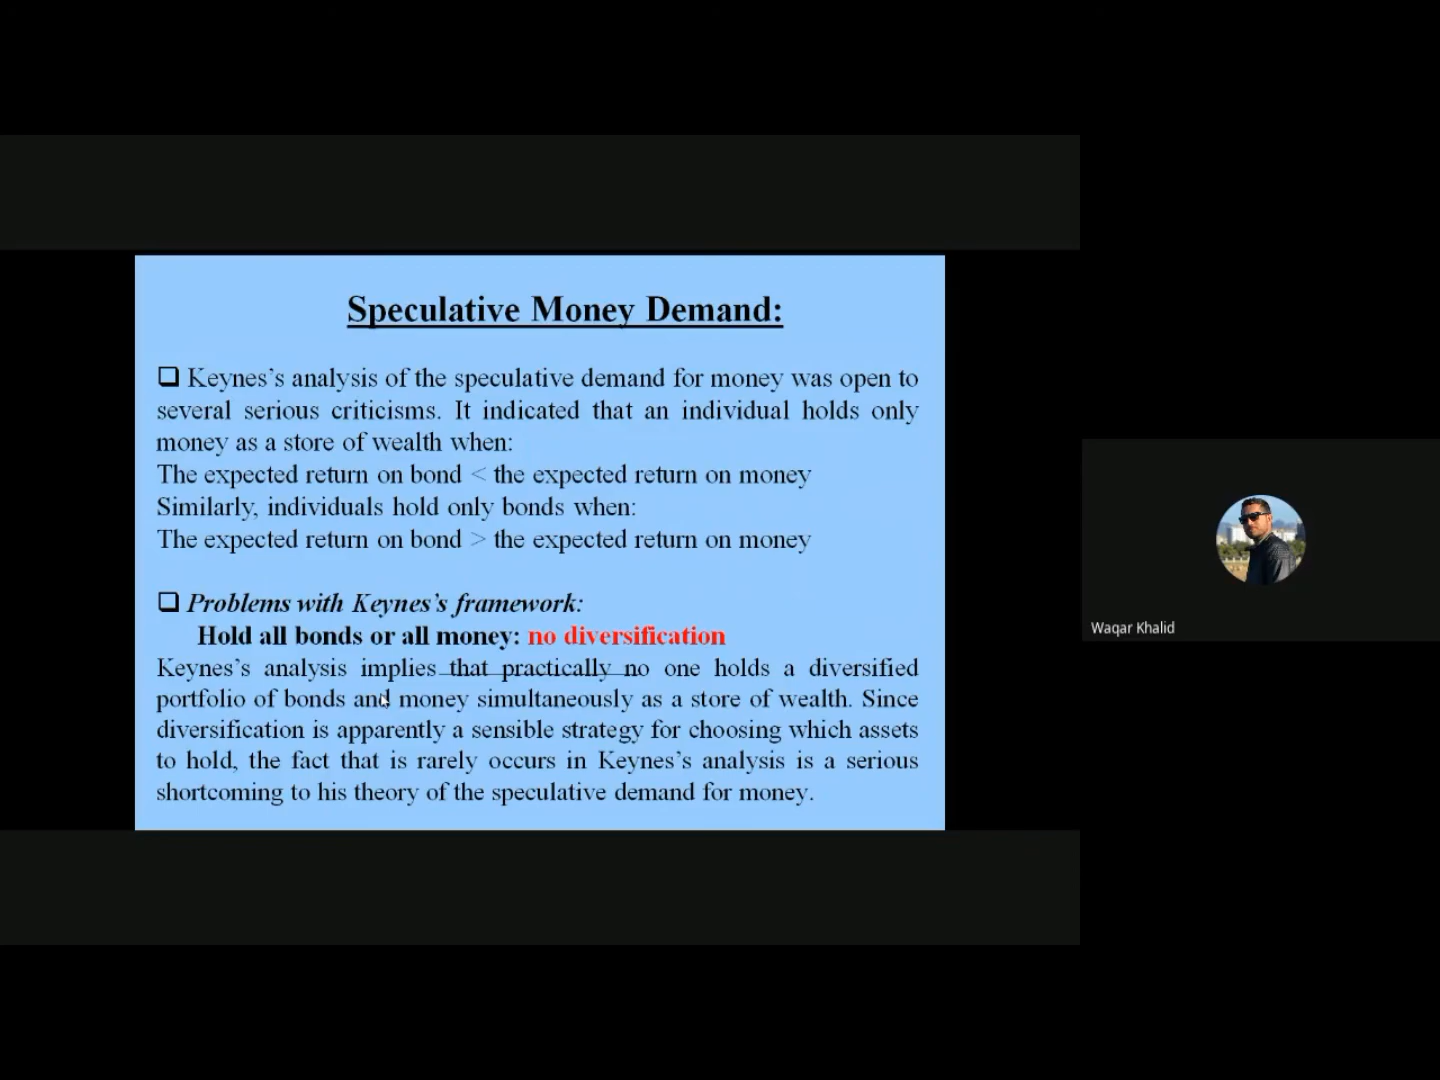 Speculative Money Demand:
❑ Keynes’s analysis of the speculative demand for money was open to
several serious criticisms. It indicated that an individual holds only
money as a store of wealth when:
The expected return on bond < the expected return on money
Similarly, individuals hold only bonds when:
The expected return on bond > the expected return on money
❑ Problems with Keynes’s framework:
Hold all bonds or all money: no diversification
Keynes’s analysis implies that practically no one holds a diversified
portfolio of bonds and money simultaneously as a store of wealth. Since
diversification is apparently a sensible strategy for choosing which assets
to hold, the fact that is rarely occurs in Keynes’s analysis is a serious
shortcoming to his theory of the speculative demand for money.
Waqar Khalid